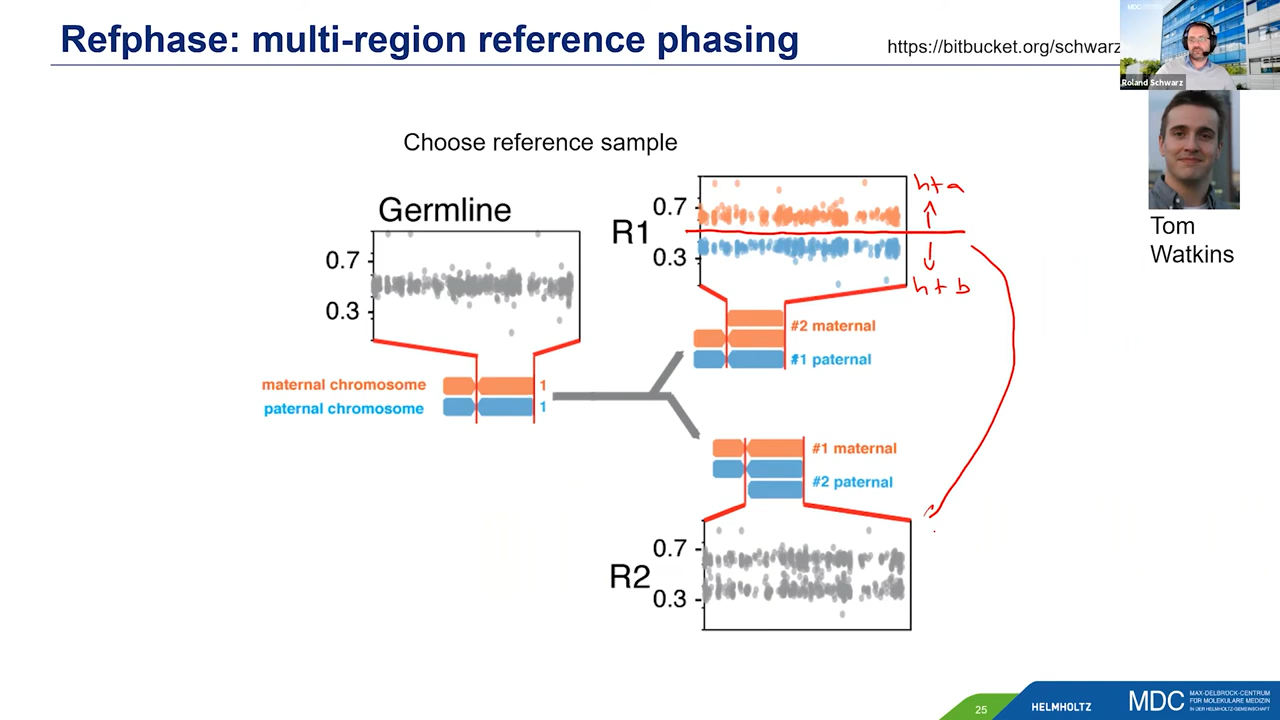 Refphase: multi-region reference phasing
https://bitbucket.org/schwarz
MDC
Roland Schwarz
Tom
Watkins
Choose reference sample
Germline
0.7
0.3
maternal chromosome 1
paternal chromosome 1
R1
0.7
0.3
ht a
ht b
#2 maternal
#1 paternal
#1 maternal
#2 paternal
R2
0.7
0.3
25
HELMHOLTZ
MDC
MAX-DELBRÜCK-CENTRUM
FÜR MOLEKULARE MEDIZIN
IN DER HELMHOLTZ-GEMEINSCHAFT